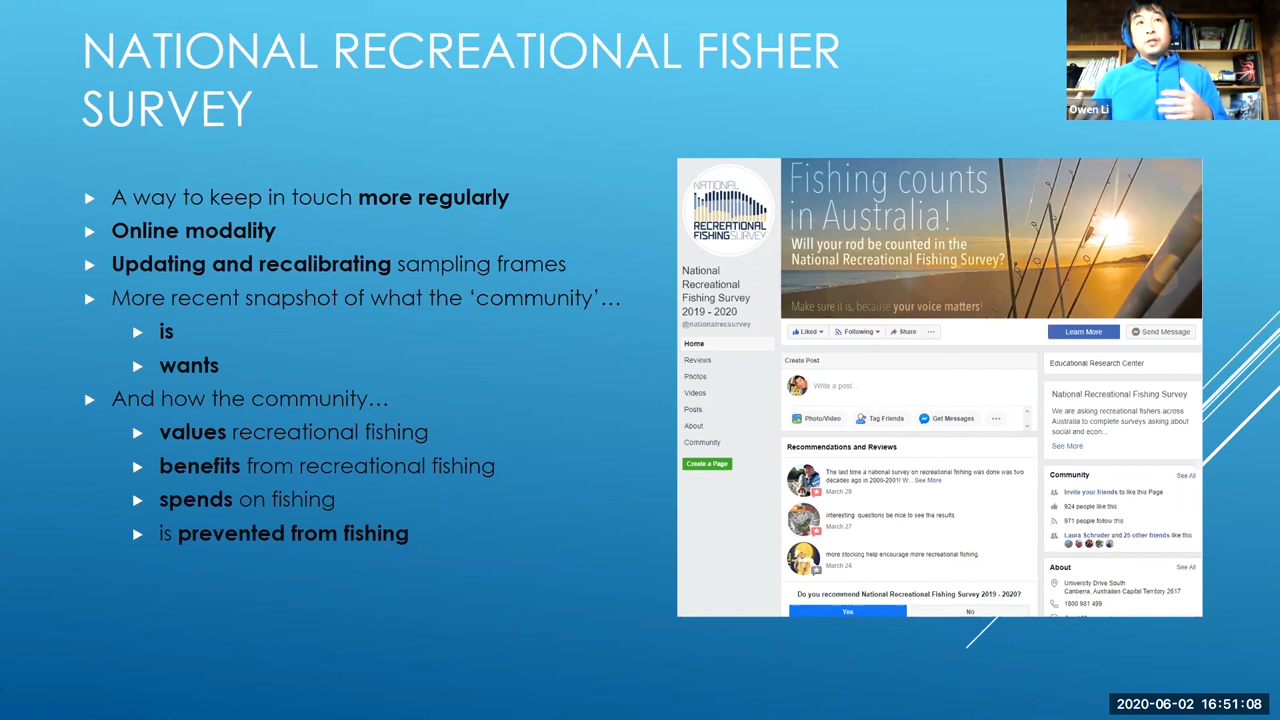 NATIONAL RECREATIONAL FISHER
SURVEY
Owen Li
A way to keep in touch more regularly
Online modality
Updating and recalibrating sampling frames
More recent snapshot of what the ‘community’…
is
wants
And how the community…
values recreational fishing
benefits from recreational fishing
spends on fishing
is prevented from fishing
NATIONAL
RECREATIONAL
FISHINGSURVEY
National
Recreational
Fishing Survey
2019 - 2020
@nationalrecsurvey
Home
Reviews
Photos
Videos
Posts
About
Community
Create a Page
Fishing counts
in Australia!
Will your rod be counted in the
National Recreational Fishing Survey?
Make sure it is, because your voice matters!
Liked
Following
Share
Learn More
Send Message
Create Post
Write a post...
Photo/Video
Tag Friends
Get Messages
Recommendations and Reviews
The last time a national survey on recreational fishing was done was two
decades ago in 2000-2001! W... See More
March 29
interesting questions be nice to see the results
March 27
more stocking help encourage more recreational fishing.
March 24
Do you recommend National Recreational Fishing Survey 2019 - 2020?
Yes
No
Educational Research Center
National Recreational Fishing Survey
We are asking recreational fishers across
Australia to complete surveys asking about
social and econ...
See More
Community
See All
Invite your friends to like this Page
924 people like this
971 people follow this
Laura Schroder and 25 other friends like this
About
See All
University Drive South
Canberra, Australian Capital Territory 2617
1800 981 499
2020-06-02 16:51:08